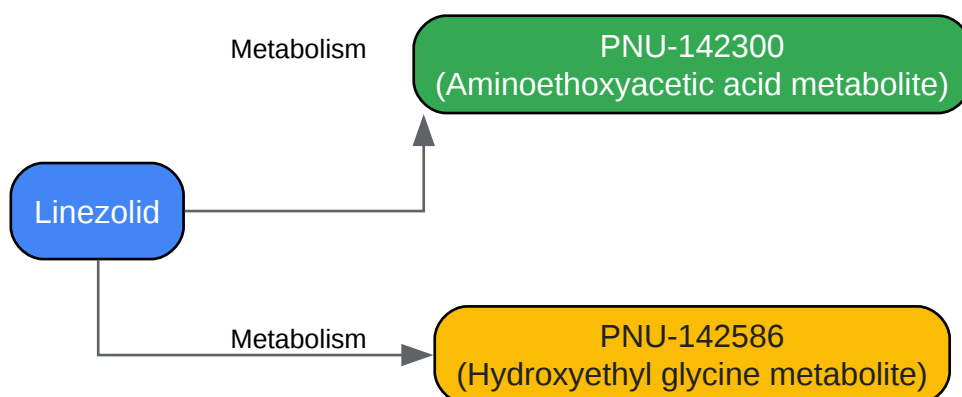 Metabolism
PNU-142300
(Aminoethoxyacetic acid metabolite)
Linezolid
Metabolism
PNU-142586
(Hydroxyethyl glycine metabolite)